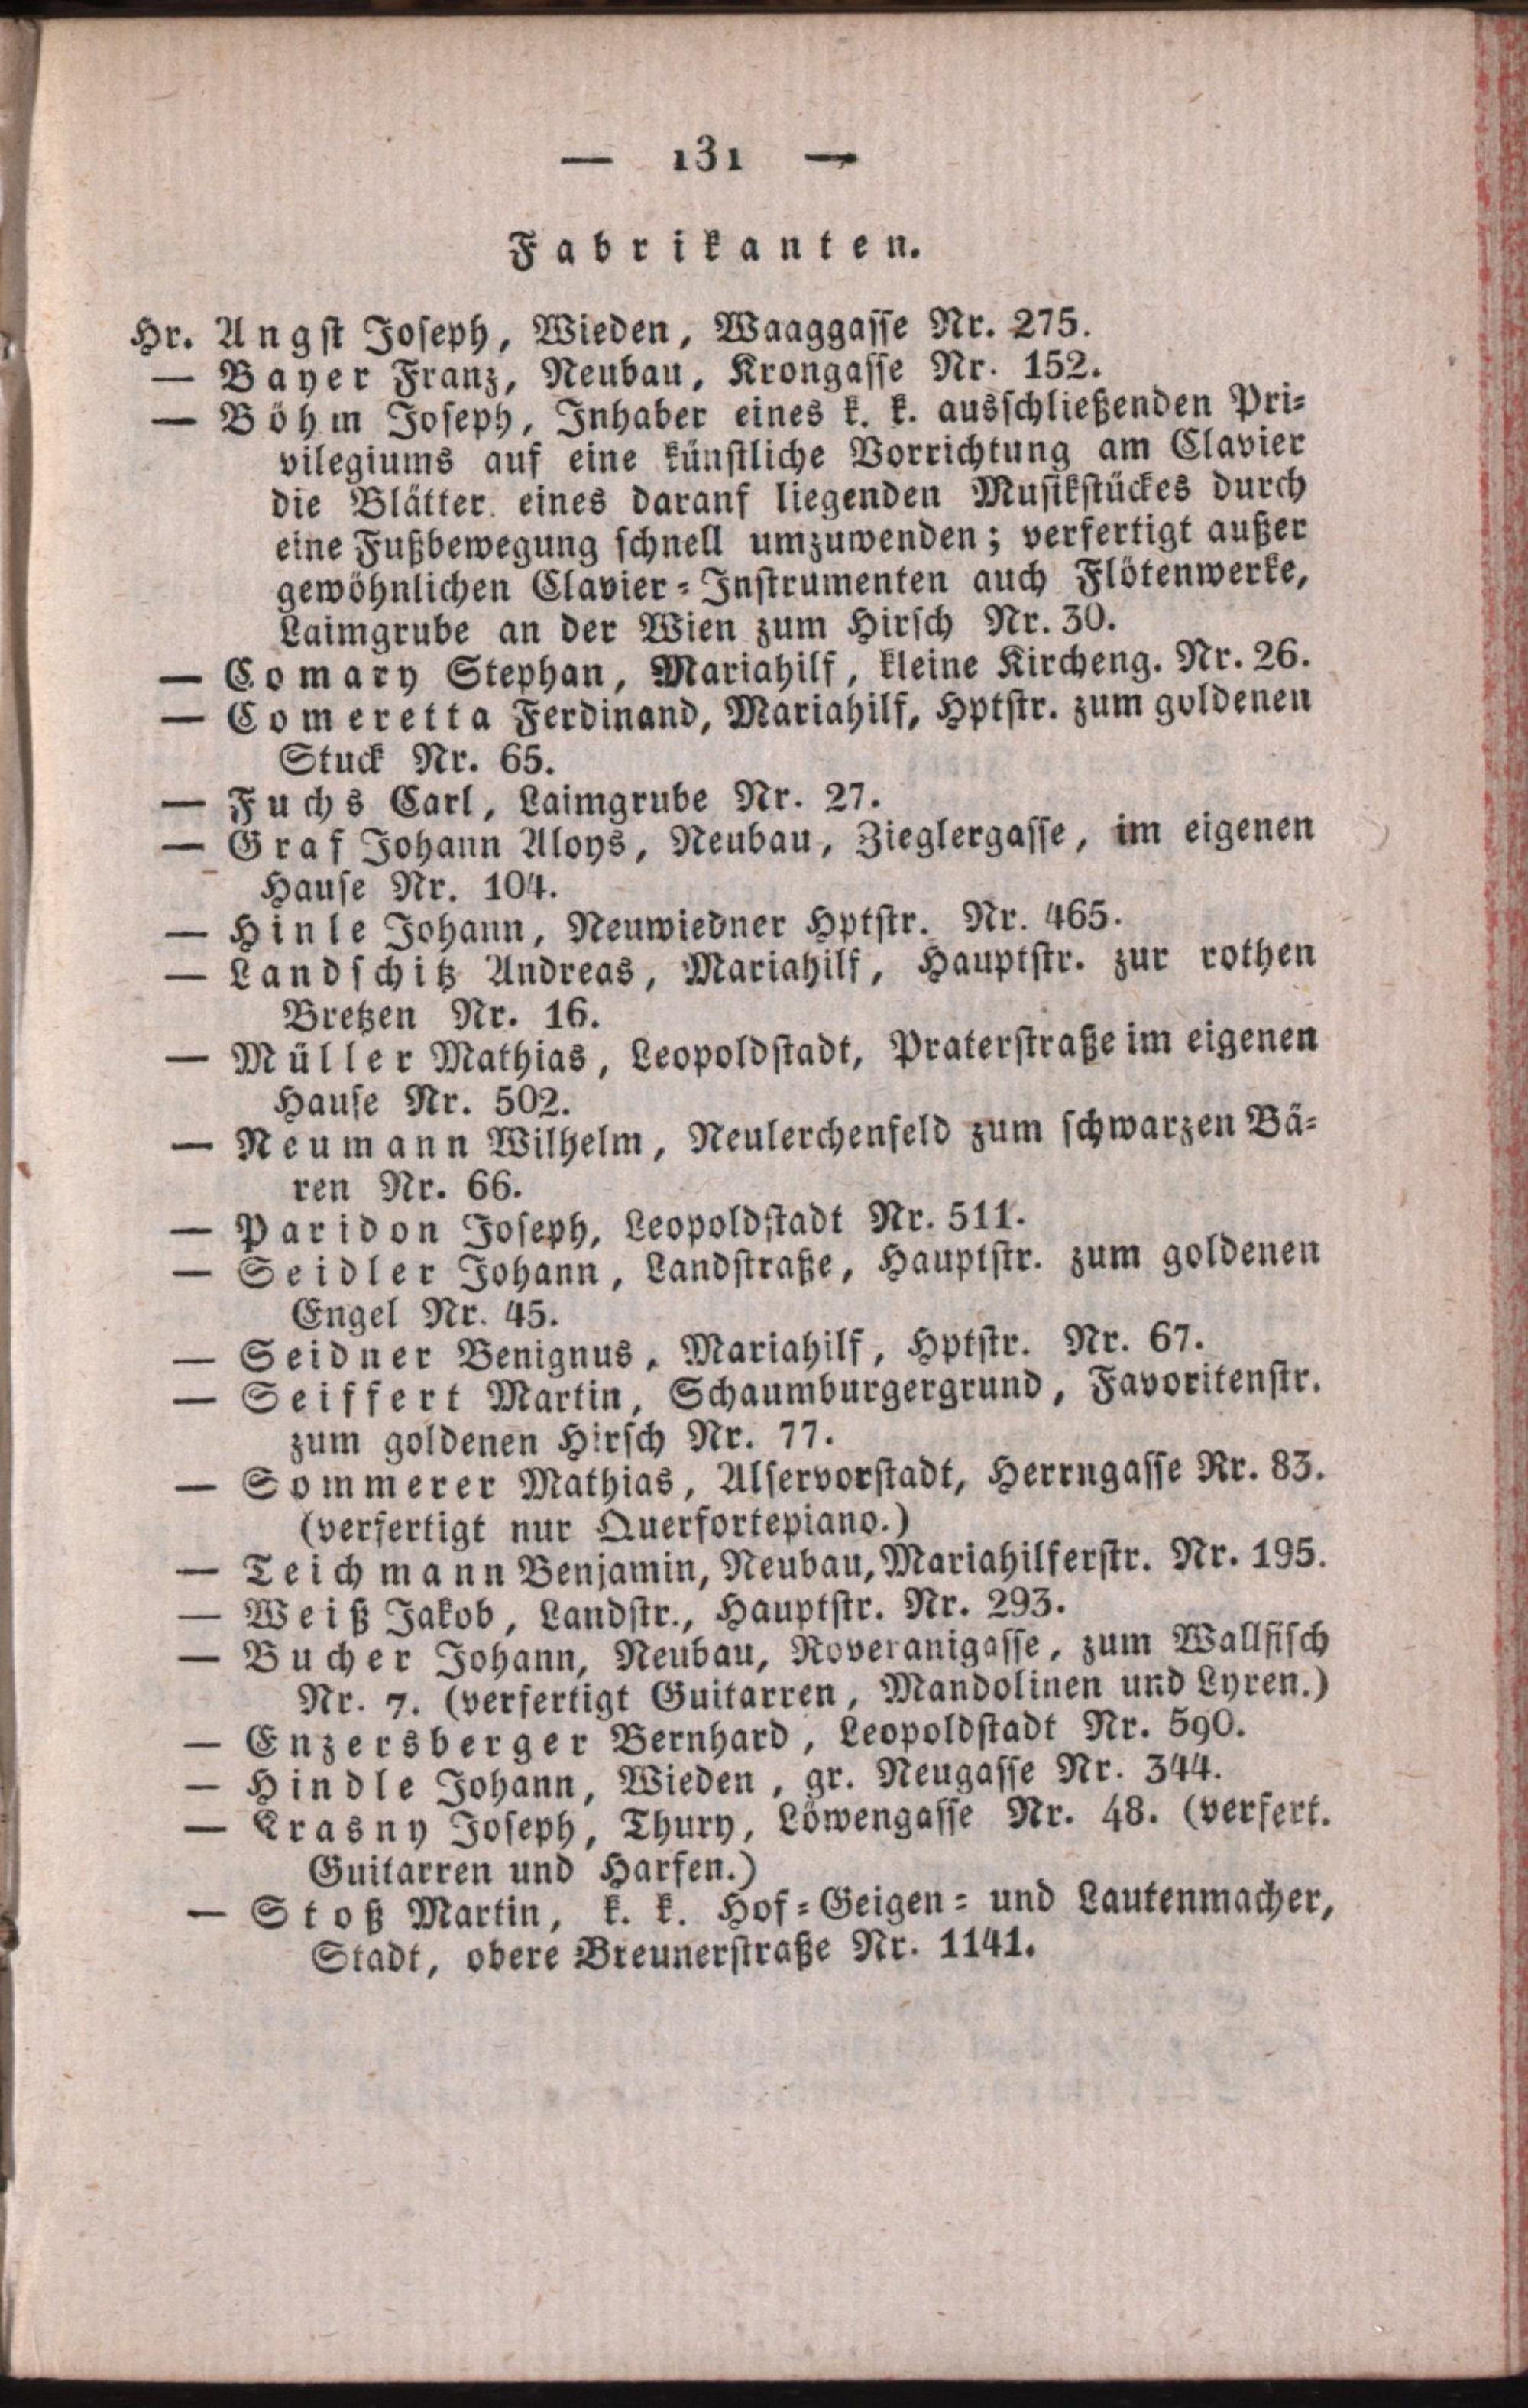 — 131 —
Fabrikanten.
Hr. Angst Joseph, Wieden, Waaggasse Nr. 275.
— Bayer Franz, Neubau, Krongasse Nr. 152.
— Böhm Joseph, Inhaber eines k. k. ausschließenden Pri-
vilegiums auf eine künstliche Vorrichtung am Clavier
die Blätter eines darauf liegenden Musikstückes durch
eine Fußbewegung schnell umzuwenden; verfertigt außer
gewöhnlichen Clavier-Instrumenten auch Flötenwerke,
Laimgrube an der Wien zum Hirsch Nr. 30.
— Comary Stephan, Mariahilf, kleine Kircheng. Nr. 26.
— Comeretta Ferdinand, Mariahilf, Hptstr. zum goldenen
Stuck Nr. 65.
— Fuchs Carl, Laimgrube Nr. 27.
— Graf Johann Aloys, Neubau, Zieglergasse, im eigenen
Hause Nr. 104.
— Hinle Johann, Neuwiedner Hptstr. Nr. 465.
— Landschitz Andreas, Mariahilf, Hauptstr. zur rothen
Bretzen Nr. 16.
— Müller Mathias, Leopoldstadt, Praterstraße im eigenen
Hause Nr. 502.
— Neumann Wilhelm, Neulerchenfeld zum schwarzen Bä-
ren Nr. 66.
— Paridon Joseph, Leopoldstadt Nr. 511.
— Seidler Johann, Landstraße, Hauptstr. zum goldenen
Engel Nr. 45.
— Seidner Benignus, Mariahilf, Hptstr. Nr. 67.
— Seiffert Martin, Schaumburgergrund, Favoritenstr.
zum goldenen Hirsch Nr. 77.
— Sommerer Mathias, Alservorstadt, Herrngasse Nr. 83.
(verfertigt nur Querfortepiano.)
— Teichmann Benjamin, Neubau, Mariahilferstr. Nr. 195.
— Weiß Jakob, Landstr., Hauptstr. Nr. 293.
— Bucher Johann, Neubau, Roveranigasse, zum Wallfisch
Nr. 7. (verfertigt Guitarren, Mandolinen und Lyren.)
— Enzersberger Bernhard, Leopoldstadt Nr. 590.
— Hindle Johann, Wieden, gr. Neugasse Nr. 344.
— Krasny Joseph, Thury, Löwengasse Nr. 48. (verfert.
Guitarren und Harfen.)
— Stoß Martin, k. k. Hof-Geigen- und Lautenmacher,
Stadt, obere Breunerstraße Nr. 1141.